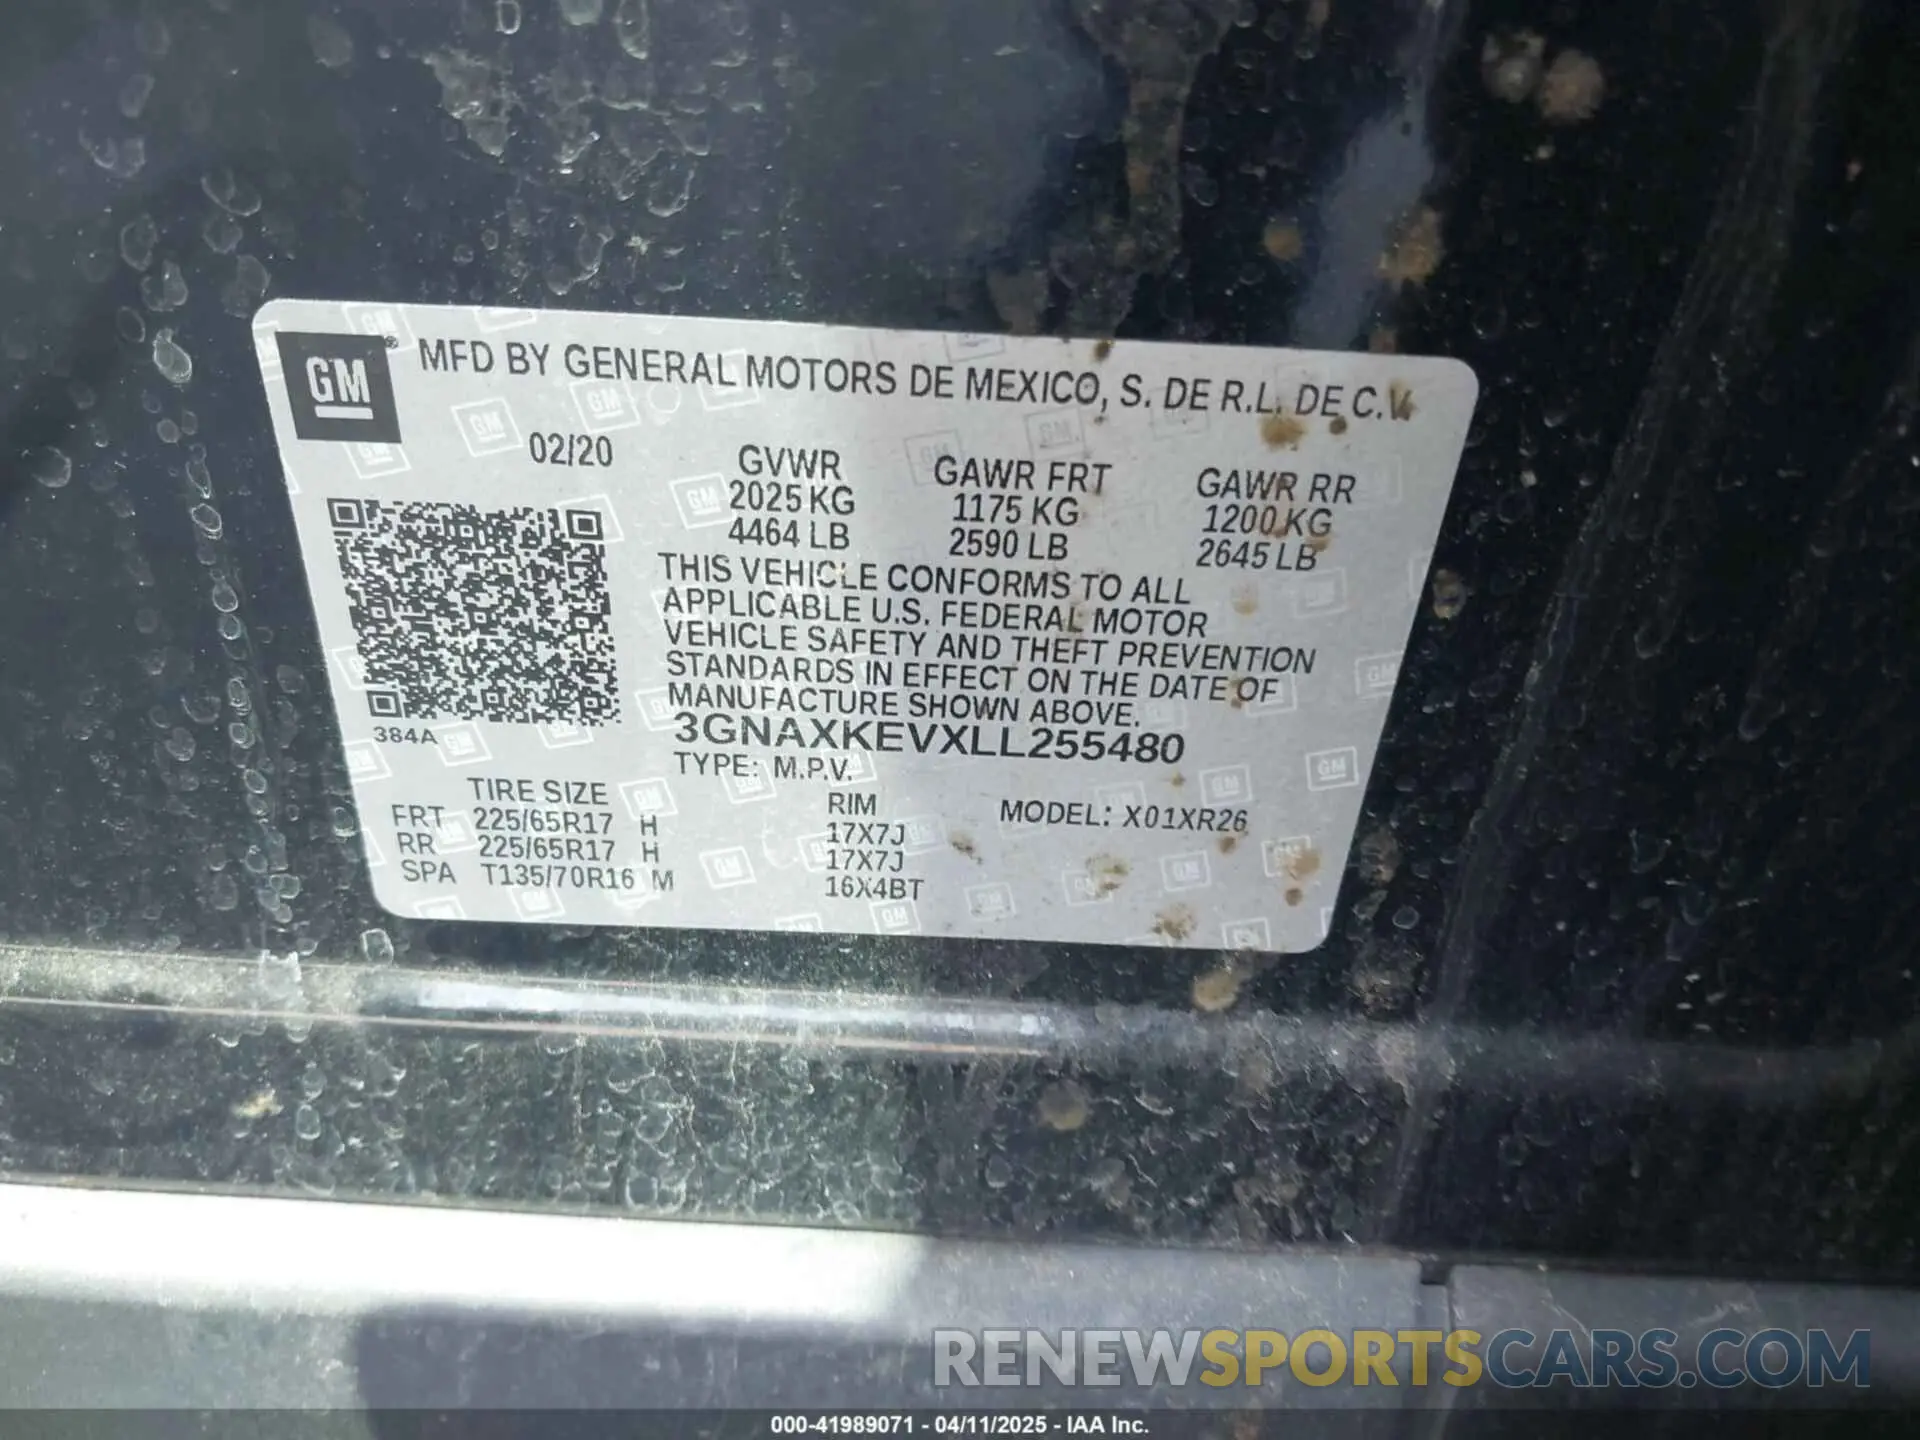 GM® MFD BY GENERAL MOTORS DE MEXICO, S. DE R.L. DE C.V.
02/20
GVWR GAWR FRT GAWR RR
2025 KG 1175 KG 1200 KG
4464 LB 2590 LB 2645 LB
THIS VEHICLE CONFORMS TO ALL
APPLICABLE U.S. FEDERAL MOTOR
VEHICLE SAFETY AND THEFT PREVENTION
STANDARDS IN EFFECT ON THE DATE OF
MANUFACTURE SHOWN ABOVE.
384A
3GNAXKEVXLL255480
TYPE: M.P.V.
TIRE SIZE RIM MODEL: X01XR26
FRT 225/65R17 H 17X7J
RR 225/65R17 H 17X7J
SPA T135/70R16 M 16X4BT
RENEWSPORTSCARS.COM
000-41989071 - 04/11/2025 - IAA Inc.